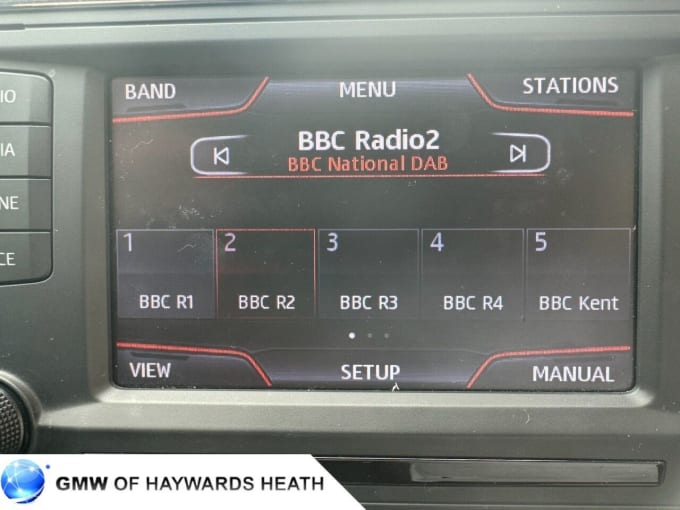 BAND
MENU
STATIONS
BBC Radio2
BBC National DAB
1
2
3
4
5
BBC R1
BBC R2
BBC R3
BBC R4
BBC Kent
VIEW
SETUP
MANUAL
GMW OF HAYWARDS HEATH